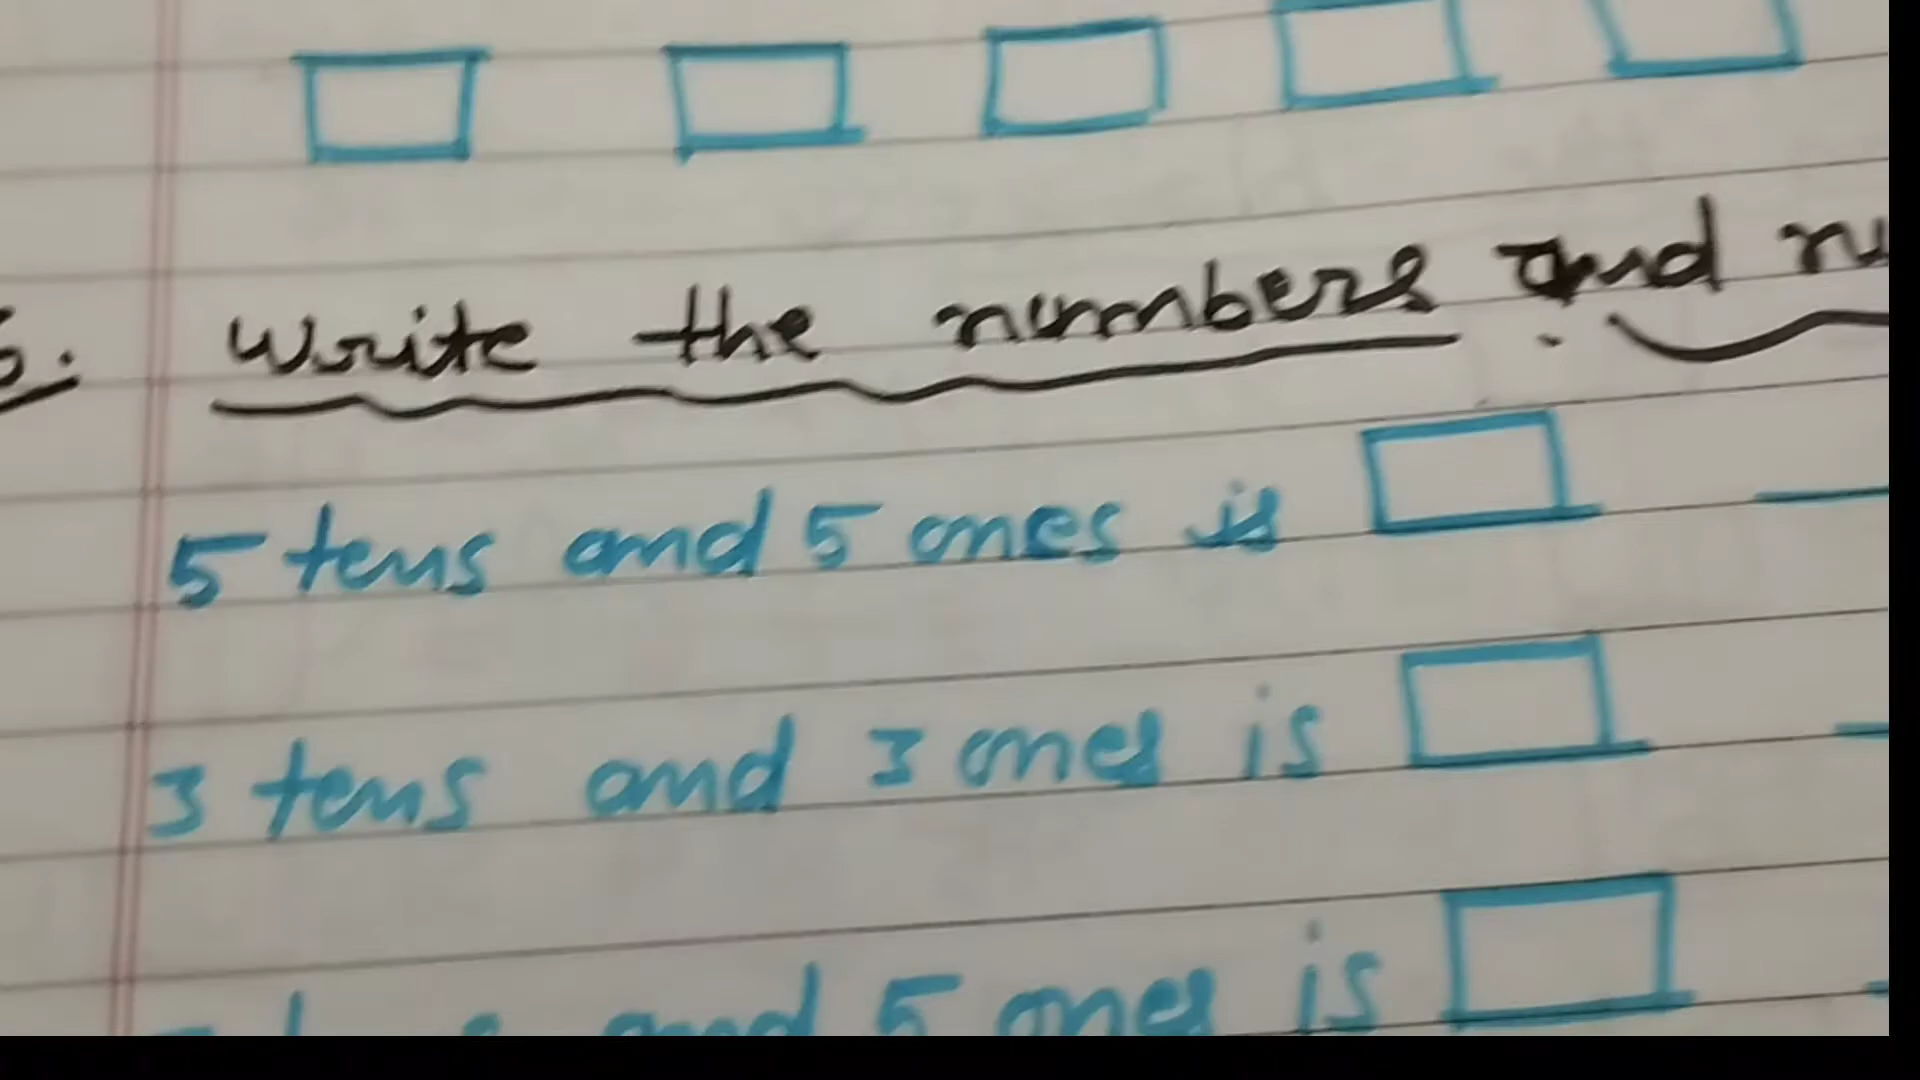 Write the numbers and
5 tens and 5 ones is
3 tens and 3 ones is
and 5 ones is